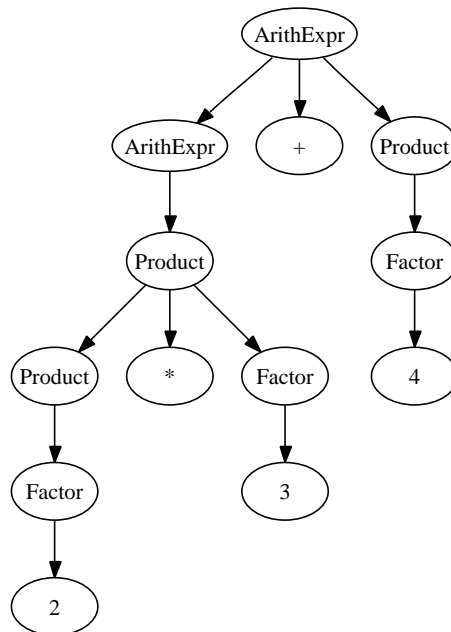 ArithExpr
ArithExpr + Product
Product Factor
Product * Factor 4
Factor 3
2